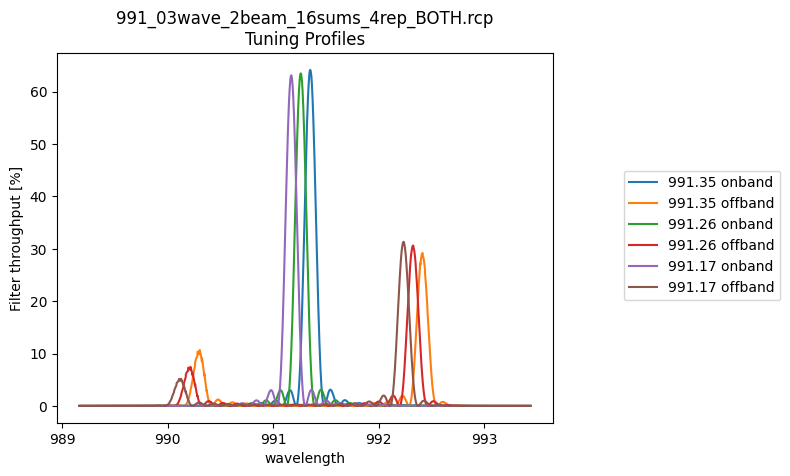 991_03wave_2beam_16sums_4rep_BOTH.rcp
Tuning Profiles
Filter throughput [%]
60
50
40
30
20
10
0
989
990
991
992
993
wavelength
991.35 onband
991.35 offband
991.26 onband
991.26 offband
991.17 onband
991.17 offband